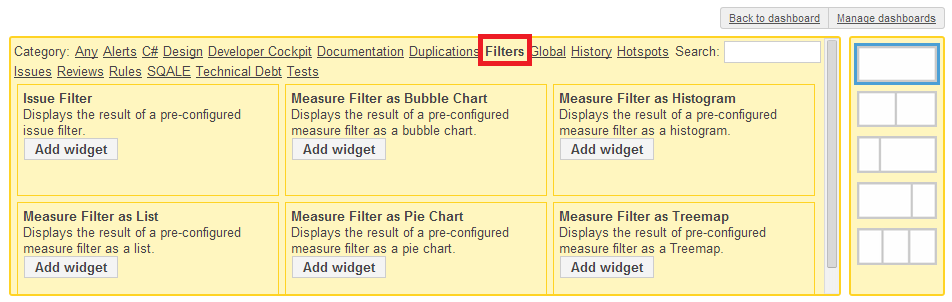 Back to dashboard Manage dashboards
Category: Any Alerts C# Design Developer Cockpit Documentation Duplications Filters Global History Hotspots Search:
Issues Reviews Rules SQALE Technical Debt Tests
Issue Filter
Displays the result of a pre-configured
issue filter.
Add widget
Measure Filter as Bubble Chart
Displays the result of a pre-configured
measure filter as a bubble chart.
Add widget
Measure Filter as Histogram
Displays the result of a pre-configured
measure filter as a histogram.
Add widget
Measure Filter as List
Displays the result of a pre-configured
measure filter as a list.
Add widget
Measure Filter as Pie Chart
Displays the result of a pre-configured
measure filter as a pie chart.
Add widget
Measure Filter as Treemap
Displays the result of pre-configured
measure filter as a Treemap.
Add widget